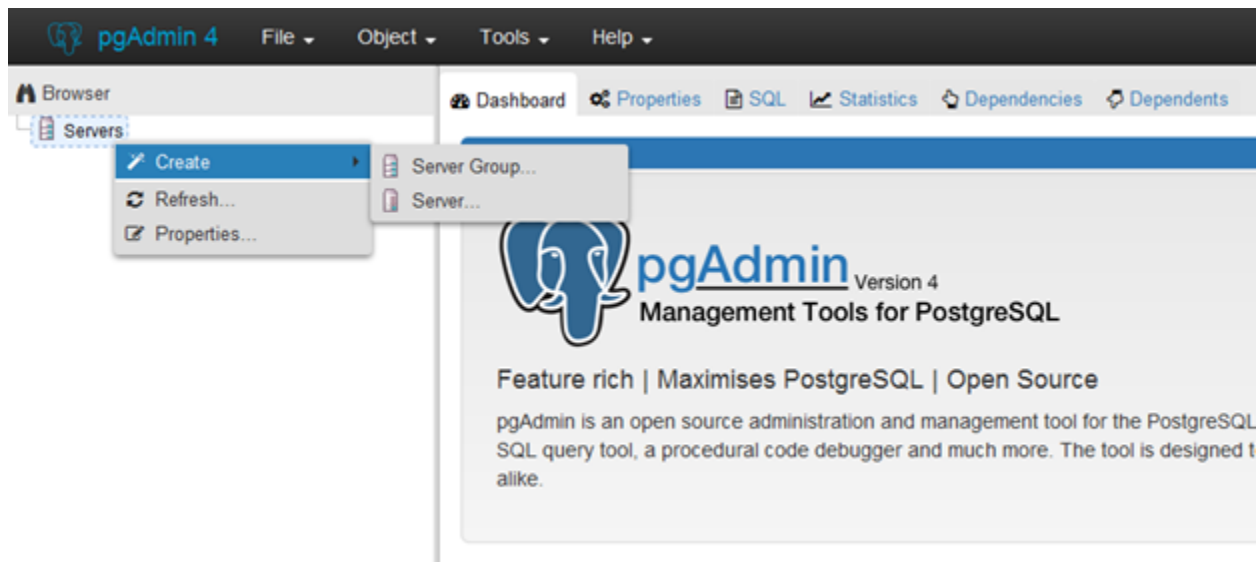 pgAdmin 4 File Object Tools Help
Browser
Servers
Create
Refresh...
Properties...
Server Group...
Server...
Dashboard Properties SQL Statistics Dependencies Dependents
pgAdmin Version 4
Management Tools for PostgreSQL
Feature rich | Maximises PostgreSQL | Open Source
pgAdmin is an open source administration and management tool for the PostgreSQL
SQL query tool, a procedural code debugger and much more. The tool is designed t
alike.